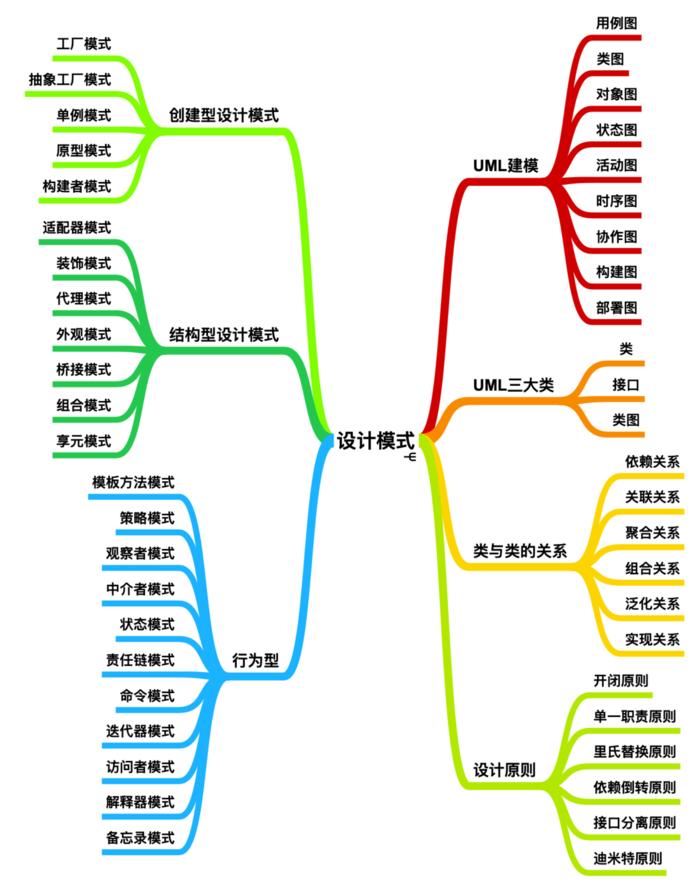 设计模式
UML建模
用例图
类图
对象图
状态图
活动图
时序图
协作图
构建图
部署图
UML三大类
类
接口
类图
类与类的关系
依赖关系
关联关系
聚合关系
组合关系
泛化关系
实现关系
设计原则
开闭原则
单一职责原则
里氏替换原则
依赖倒转原则
接口分离原则
迪米特原则
创建型设计模式
工厂模式
抽象工厂模式
单例模式
原型模式
构建者模式
结构型设计模式
适配器模式
装饰模式
代理模式
外观模式
桥接模式
组合模式
享元模式
行为型
模板方法模式
策略模式
观察者模式
中介者模式
状态模式
责任链模式
命令模式
迭代器模式
访问者模式
解释器模式
备忘录模式